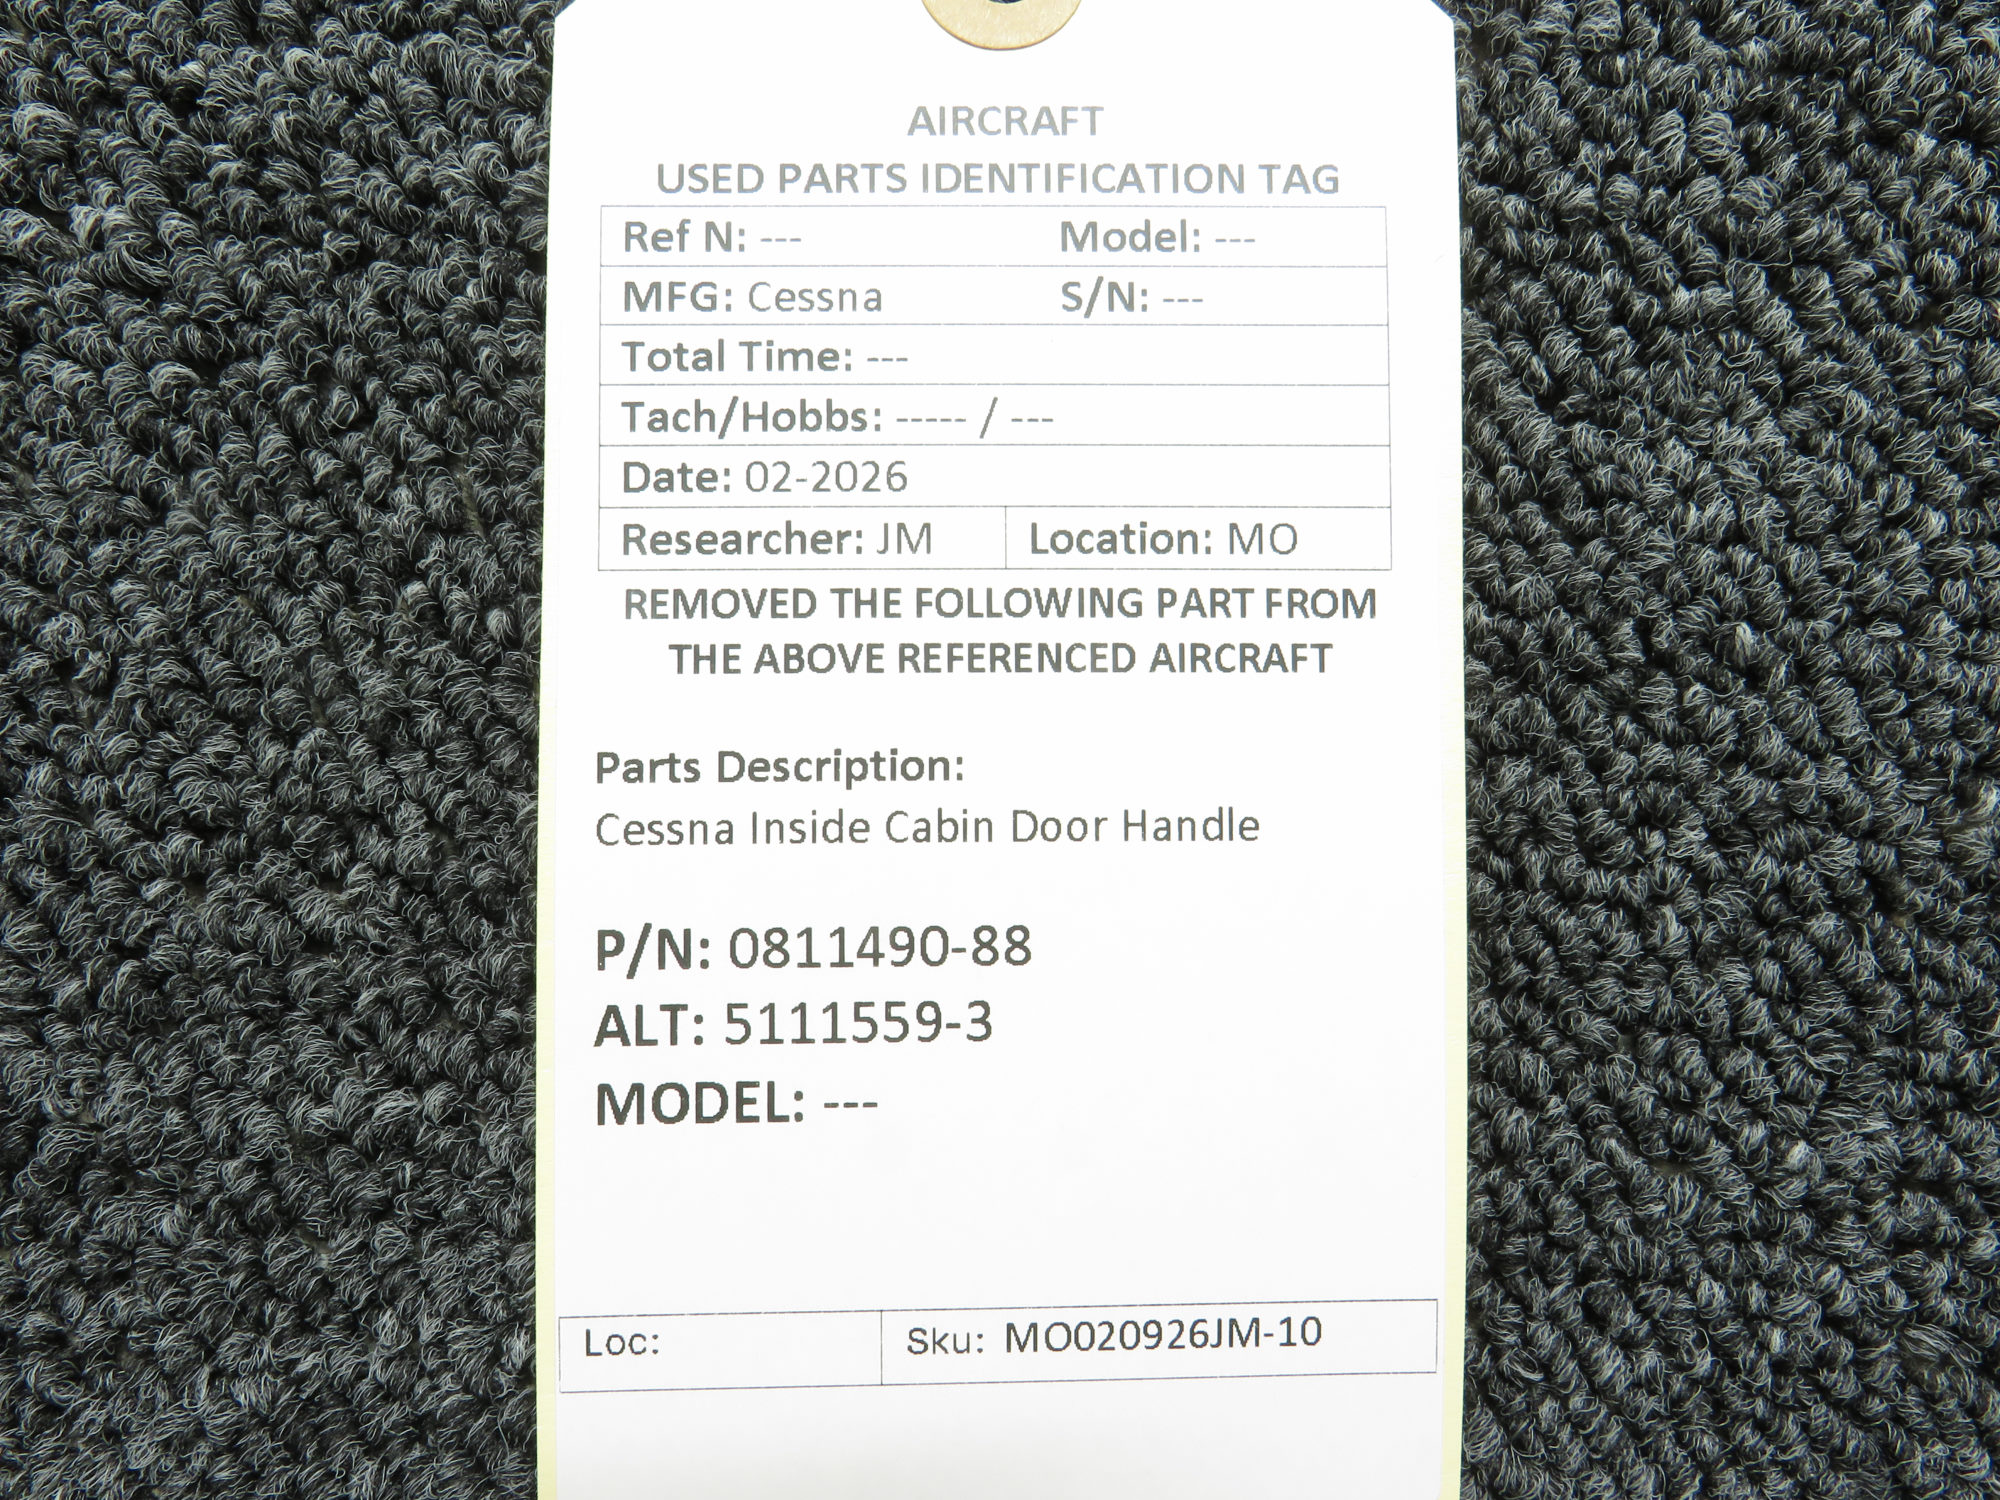 AIRCRAFT
USED PARTS IDENTIFICATION TAG
Ref N: --- Model: ---
MFG: Cessna S/N: ---
Total Time: ---
Tach/Hobbs: ----- / ---
Date: 02-2026
Researcher: JM Location: MO
REMOVED THE FOLLOWING PART FROM
THE ABOVE REFERENCED AIRCRAFT
Parts Description:
Cessna Inside Cabin Door Handle
P/N: 0811490-88
ALT: 5111559-3
MODEL: ---
Loc: Sku: MO020926JM-10